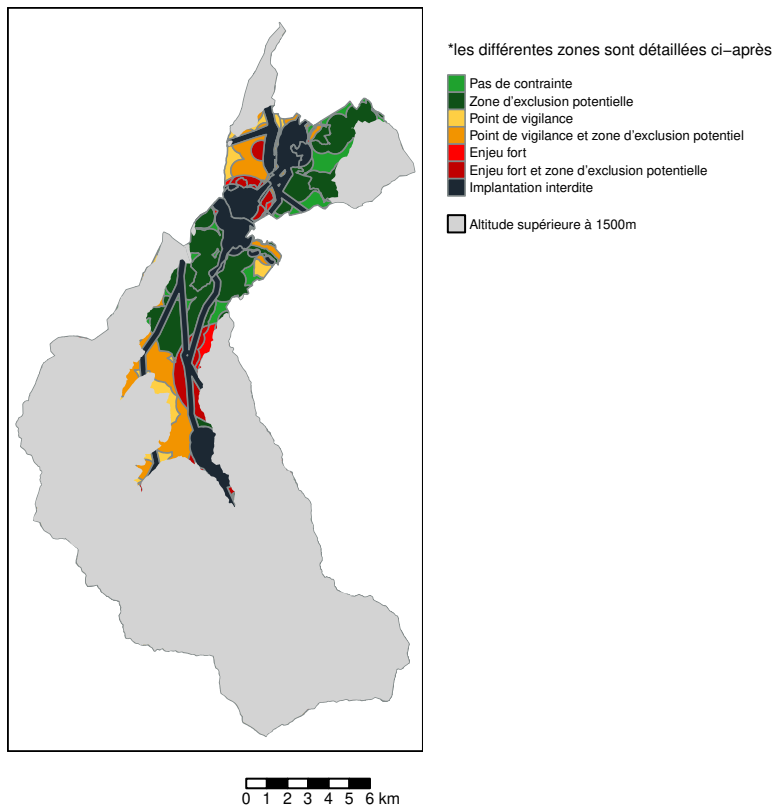 *les différentes zones sont détaillées ci−après
Pas de contrainte
Zone d'exclusion potentielle
Point de vigilance
Point de vigilance et zone d'exclusion potentiel
Enjeu fort
Enjeu fort et zone d'exclusion potentielle
Implantation interdite
Altitude supérieure à 1500m
0 1 2 3 4 5 6 km